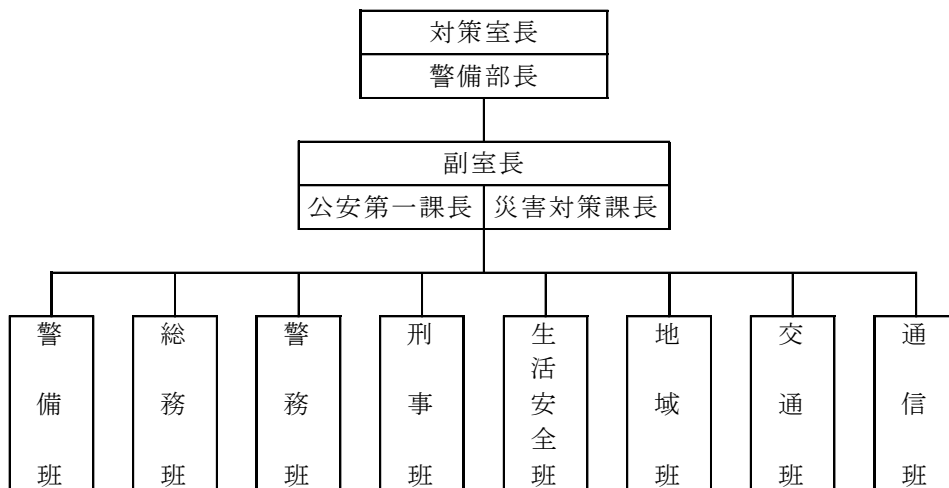 対策室長
警備部長
副室長
公安第一課長
災害対策課長
警備班
総務班
警務班
刑事班
生活安全班
地域班
交通班
通信班